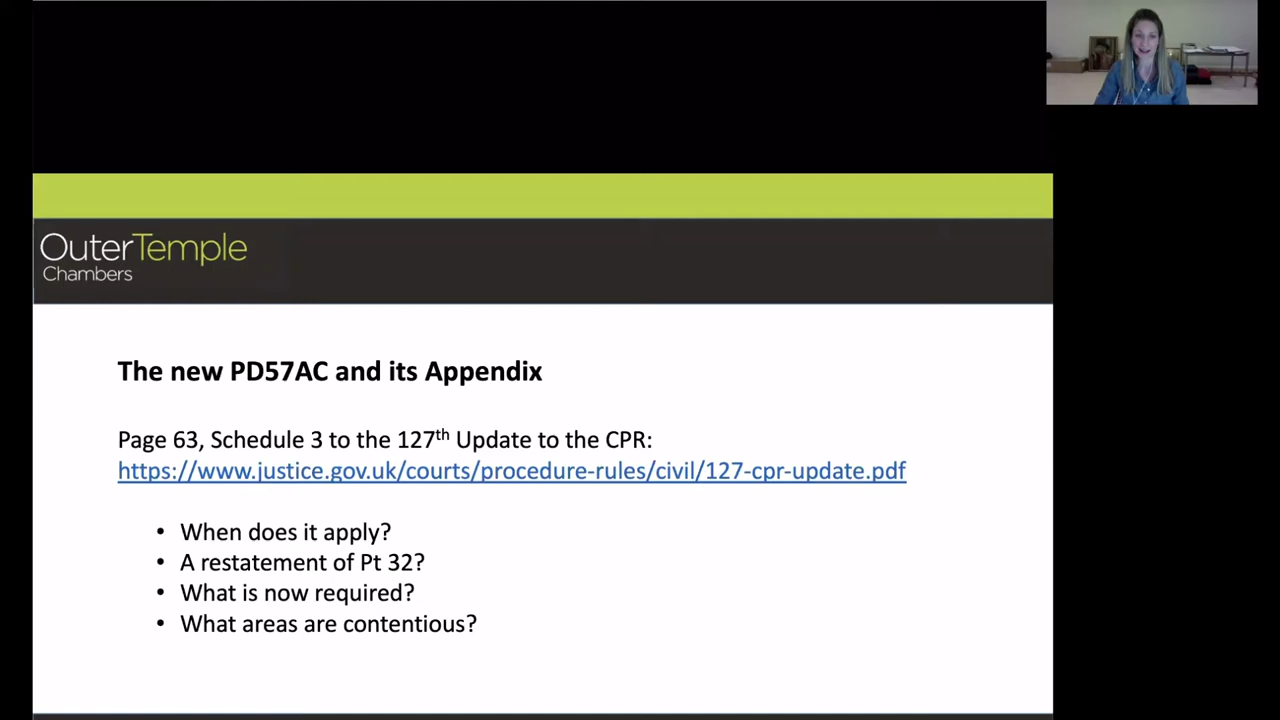 OuterTemple
Chambers
The new PD57AC and its Appendix
Page 63, Schedule 3 to the 127th Update to the CPR:
https://www.justice.gov.uk/courts/procedure-rules/civil/127-cpr-update.pdf
• When does it apply?
• A restatement of Pt 32?
• What is now required?
• What areas are contentious?